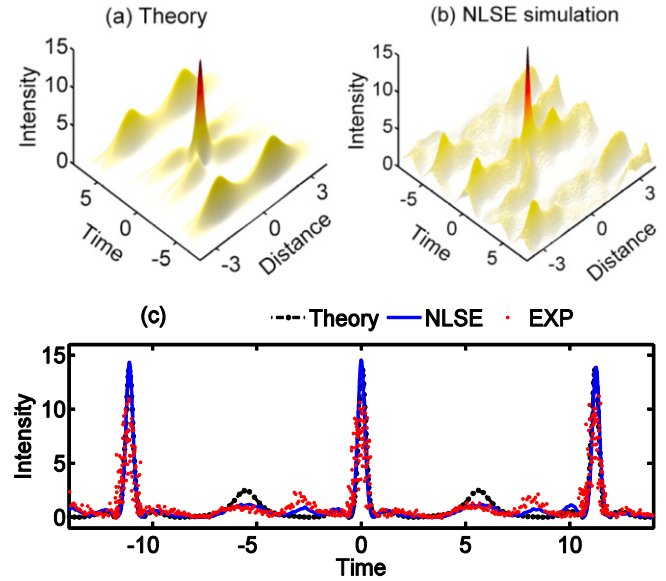 (a) Theory
(b) NLSE simulation
Intensity
15
10
5
0
5
0
-5
Time
-3
0
3
Distance
Intensity
15
10
5
0
-5
0
5
Time
-3
0
3
Distance
(c)
Theory NLSE EXP
Intensity
15
10
5
0
-10 -5 0 5 10
Time